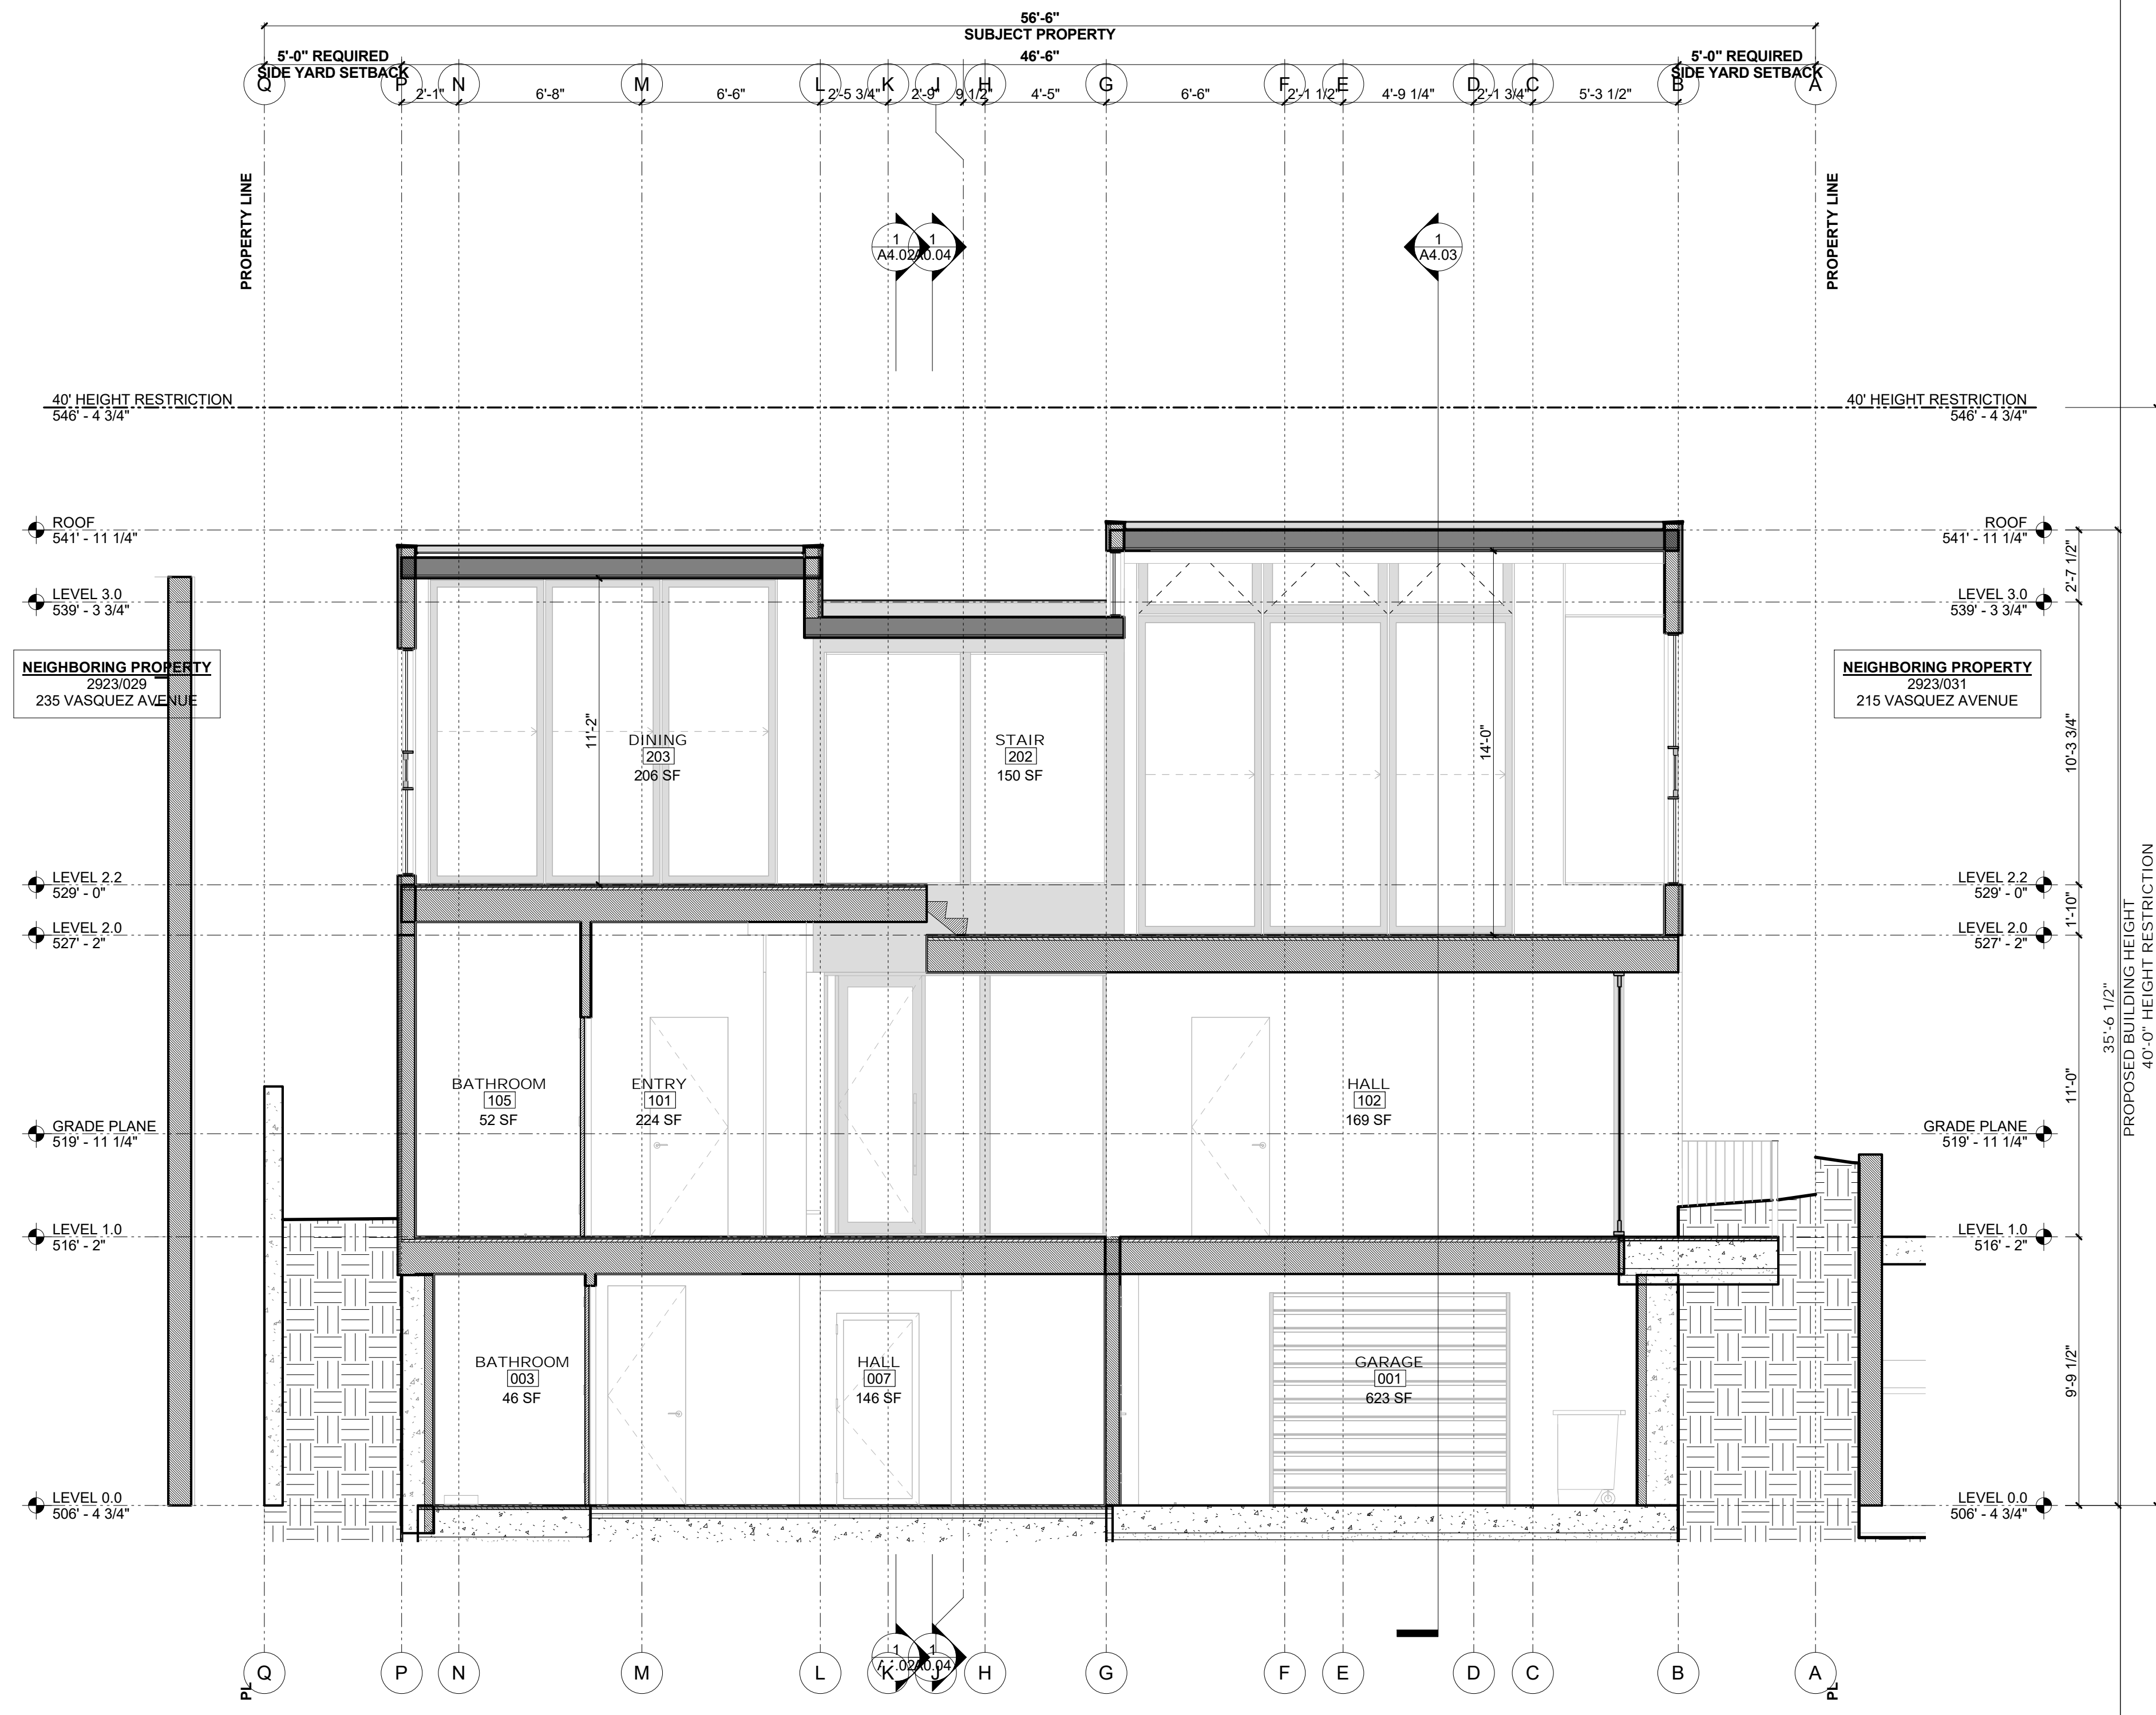 56'-6"
SUBJECT PROPERTY
5'-0" REQUIRED
SIDE YARD SETBACK
46'-6"
5'-0" REQUIRED
SIDE YARD SETBACK
Q P N M L K J H G F E D C B A
2'-1" 6'-8" 6'-6" 2'-5 3/4" 2'-9" 9 1/2" 4'-5" 6'-6" 2'-1 1/2" 4'-9 1/4" 2'-1 3/4" 5'-3 1/2"
PROPERTY LINE
PROPERTY LINE
1
A4.02
1
A0.04
1
A4.03
40' HEIGHT RESTRICTION
546' - 4 3/4"
40' HEIGHT RESTRICTION
546' - 4 3/4"
ROOF
541' - 11 1/4"
ROOF
541' - 11 1/4"
2'-7 1/2"
LEVEL 3.0
539' - 3 3/4"
LEVEL 3.0
539' - 3 3/4"
NEIGHBORING PROPERTY
2923/029
235 VASQUEZ AVENUE
NEIGHBORING PROPERTY
2923/031
215 VASQUEZ AVENUE
11'-2"
DINING
203
206 SF
STAIR
202
150 SF
14'-0"
10'-3 3/4"
LEVEL 2.2
529' - 0"
LEVEL 2.2
529' - 0"
1'-10"
LEVEL 2.0
527' - 2"
LEVEL 2.0
527' - 2"
35'-6 1/2"
PROPOSED BUILDING HEIGHT
40'-0" HEIGHT RESTRICTION
BATHROOM
105
52 SF
ENTRY
101
224 SF
HALL
102
169 SF
11'-0"
GRADE PLANE
519' - 11 1/4"
GRADE PLANE
519' - 11 1/4"
LEVEL 1.0
516' - 2"
LEVEL 1.0
516' - 2"
BATHROOM
003
46 SF
HALL
007
146 SF
GARAGE
001
623 SF
9'-9 1/2"
LEVEL 0.0
506' - 4 3/4"
LEVEL 0.0
506' - 4 3/4"
1
1
A0.04
Q P N M L K J H G F E D C B A
PL
PL